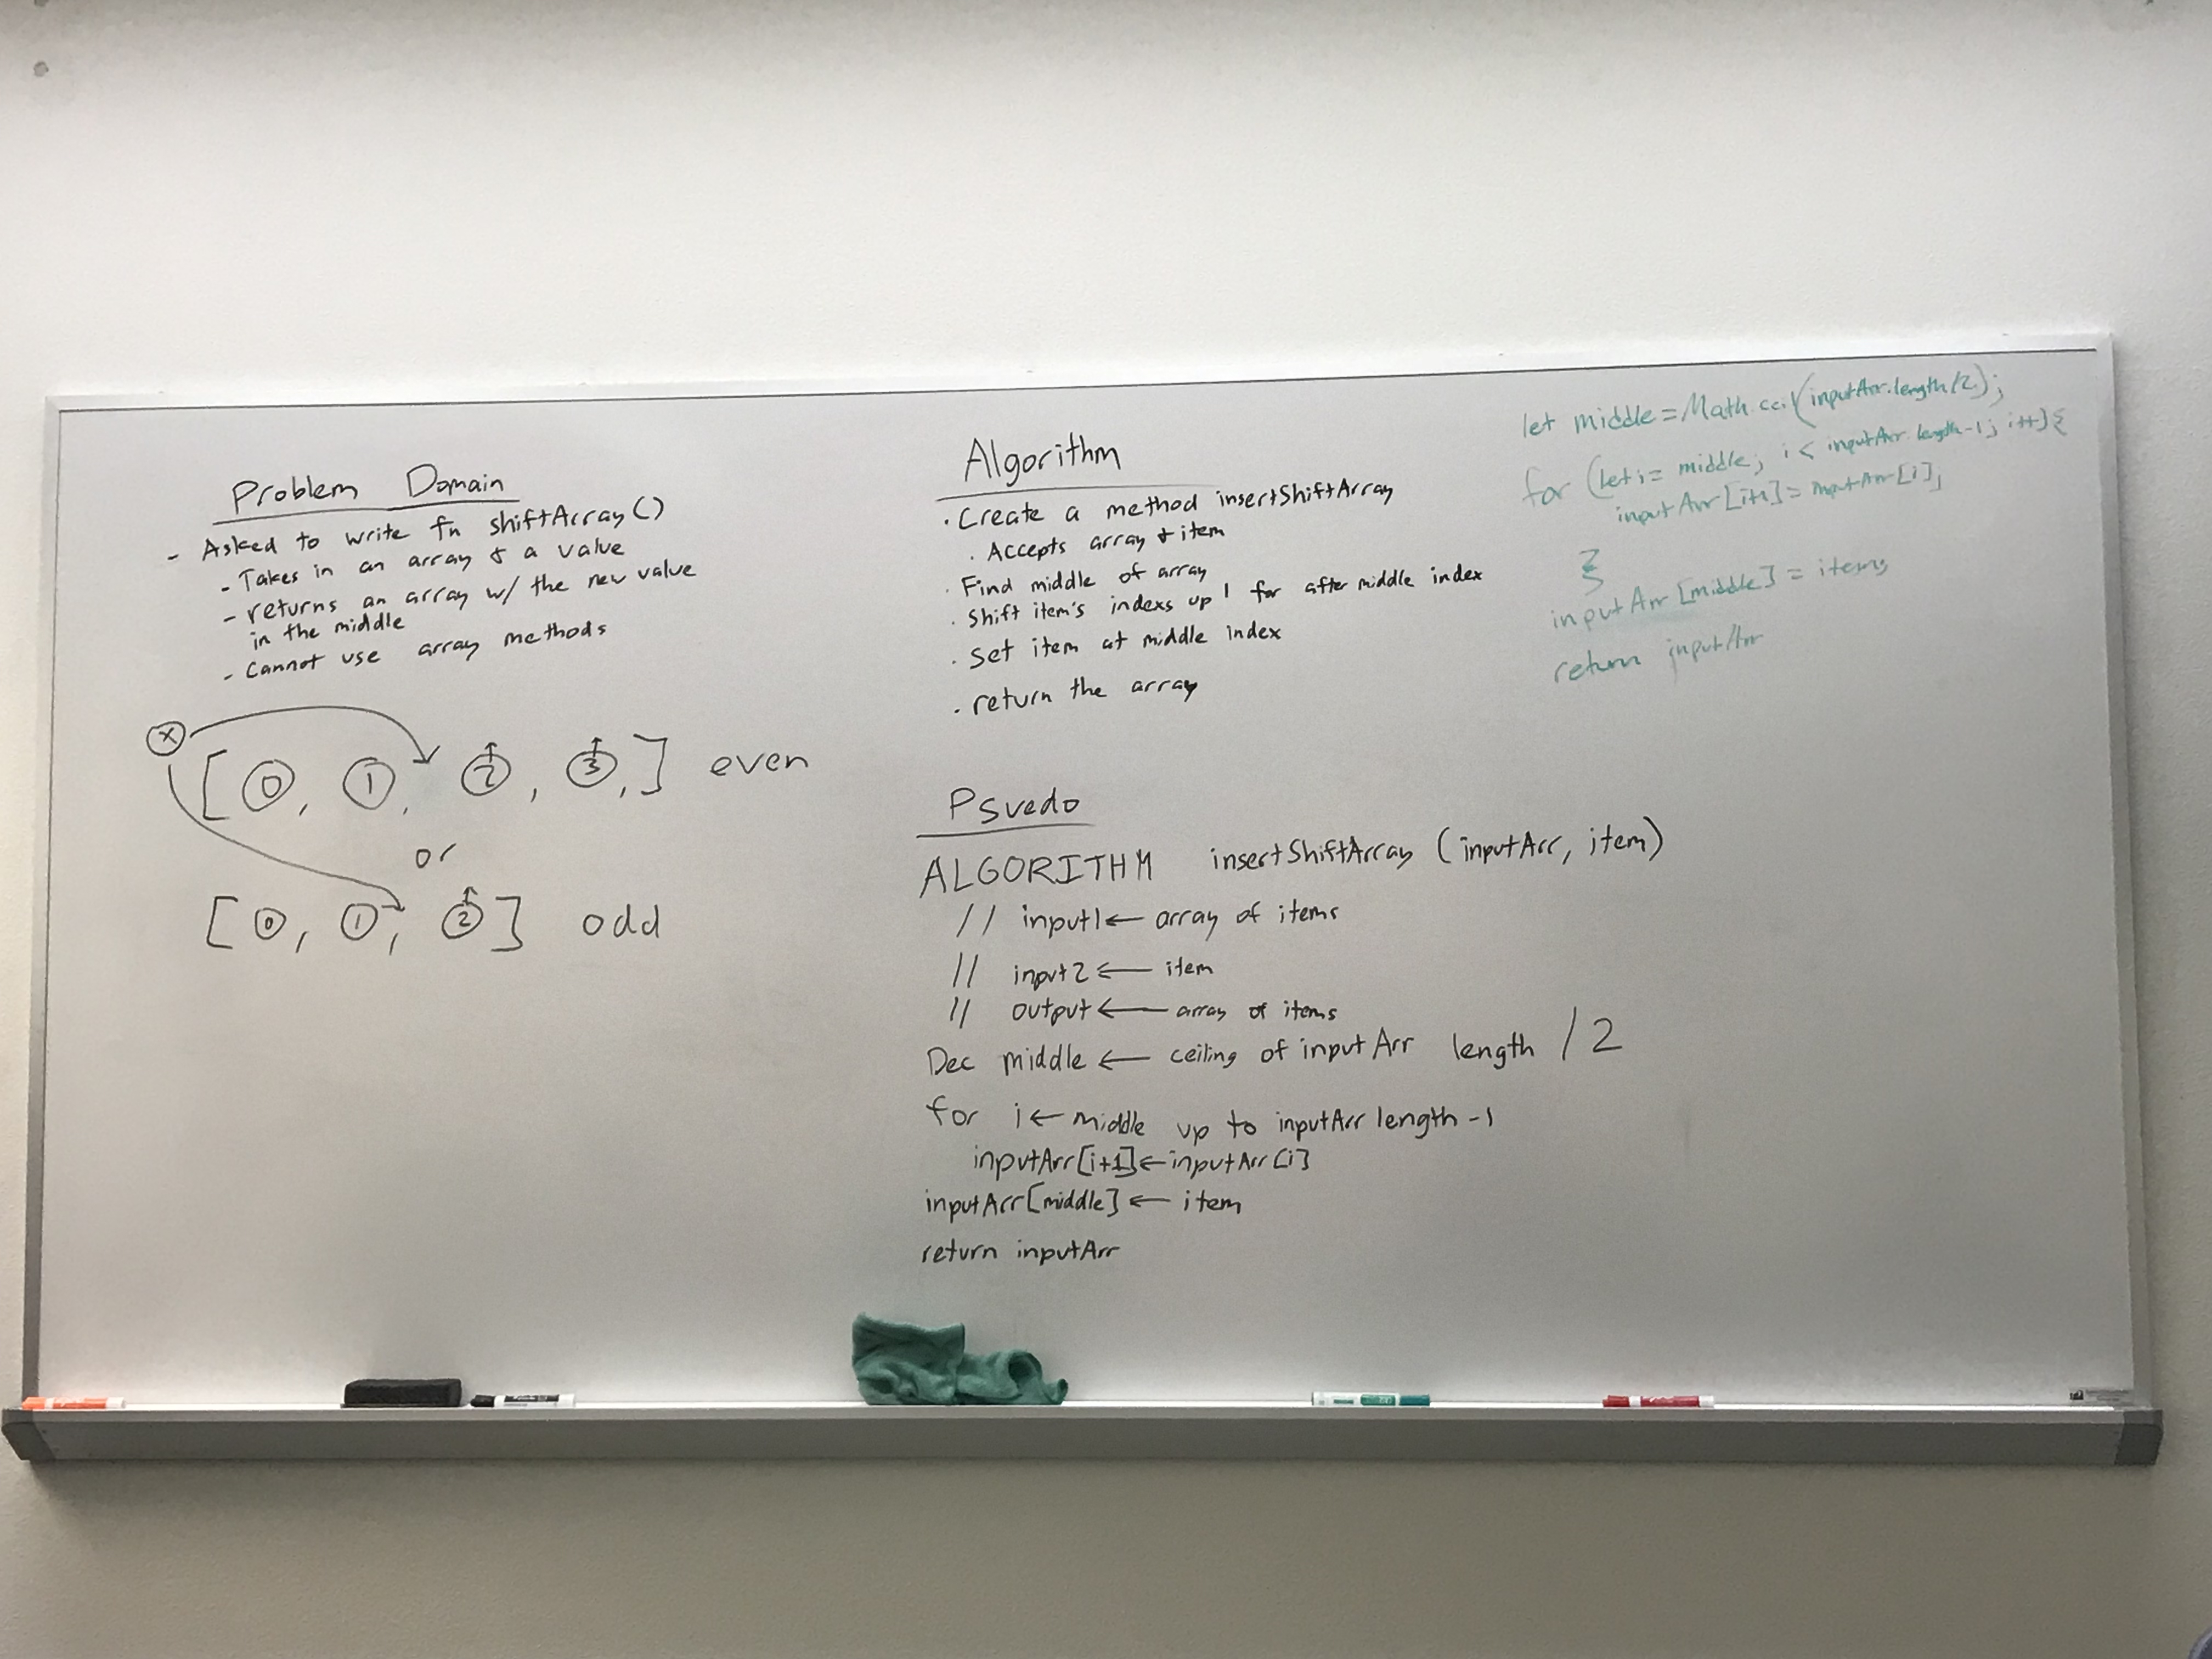 Problem Domain
- Asked to write fn shiftArray()
- Takes in an array & a value
- returns an array w/ the new value
in the middle
- Cannot use array methods
x
[ 0, 1, 2, 3, ] even
or
[ 0, 1, 2 ] odd
Algorithm
· Create a method insertShiftArray
· Accepts array & item
· Find middle of array
· Shift item's indexs up 1 for after middle index
· Set item at middle index
· return the array
Psuedo
ALGORITHM insertShiftArray (inputArr, item)
// input1 ← array of items
// input2 ← item
// output ← array of items
Dec middle ← ceiling of inputArr length / 2
for i ← middle up to inputArr length -1
inputArr[i+1] ← inputArr[i]
inputArr[middle] ← item
return inputArr
let middle = Math.ceil(inputArr.length/2);
for (let i = middle; i < inputArr.length-1; i++){
inputArr[i+1] = inputArr[i];
}
inputArr[middle] = item;
return inputArr